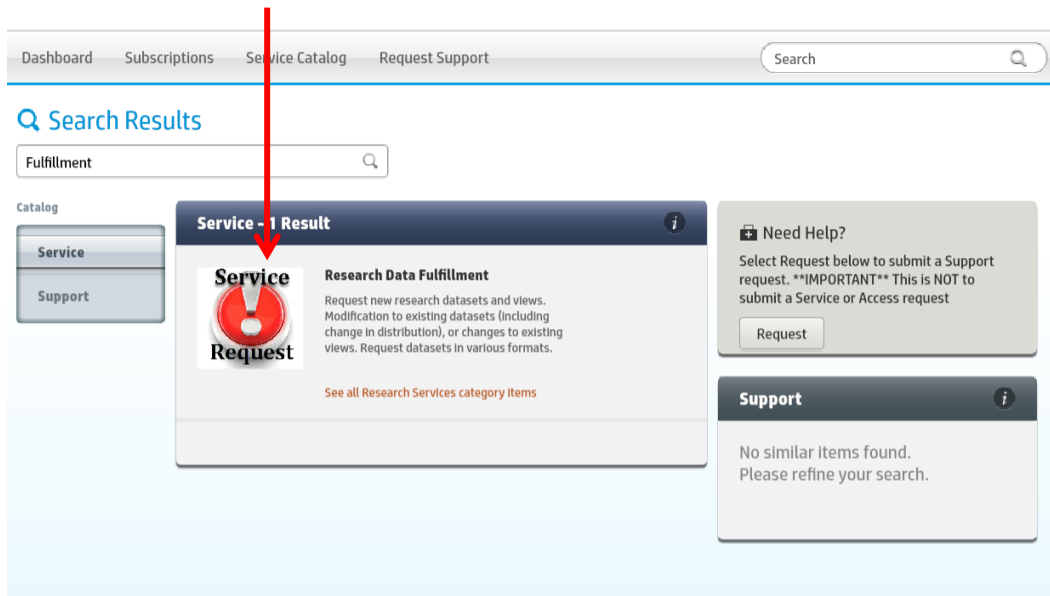 Dashboard Subscriptions Service Catalog Request Support Search
Search Results
Fulfillment
Catalog
Service
Support
Service - 1 Result
Service
Request
Research Data Fulfillment
Request new research datasets and views.
Modification to existing datasets (including
change in distribution), or changes to existing
views. Request datasets in various formats.
See all Research Services category items
Need Help?
Select Request below to submit a Support
request. **IMPORTANT** This is NOT to
submit a Service or Access request
Request
Support
No similar items found.
Please refine your search.